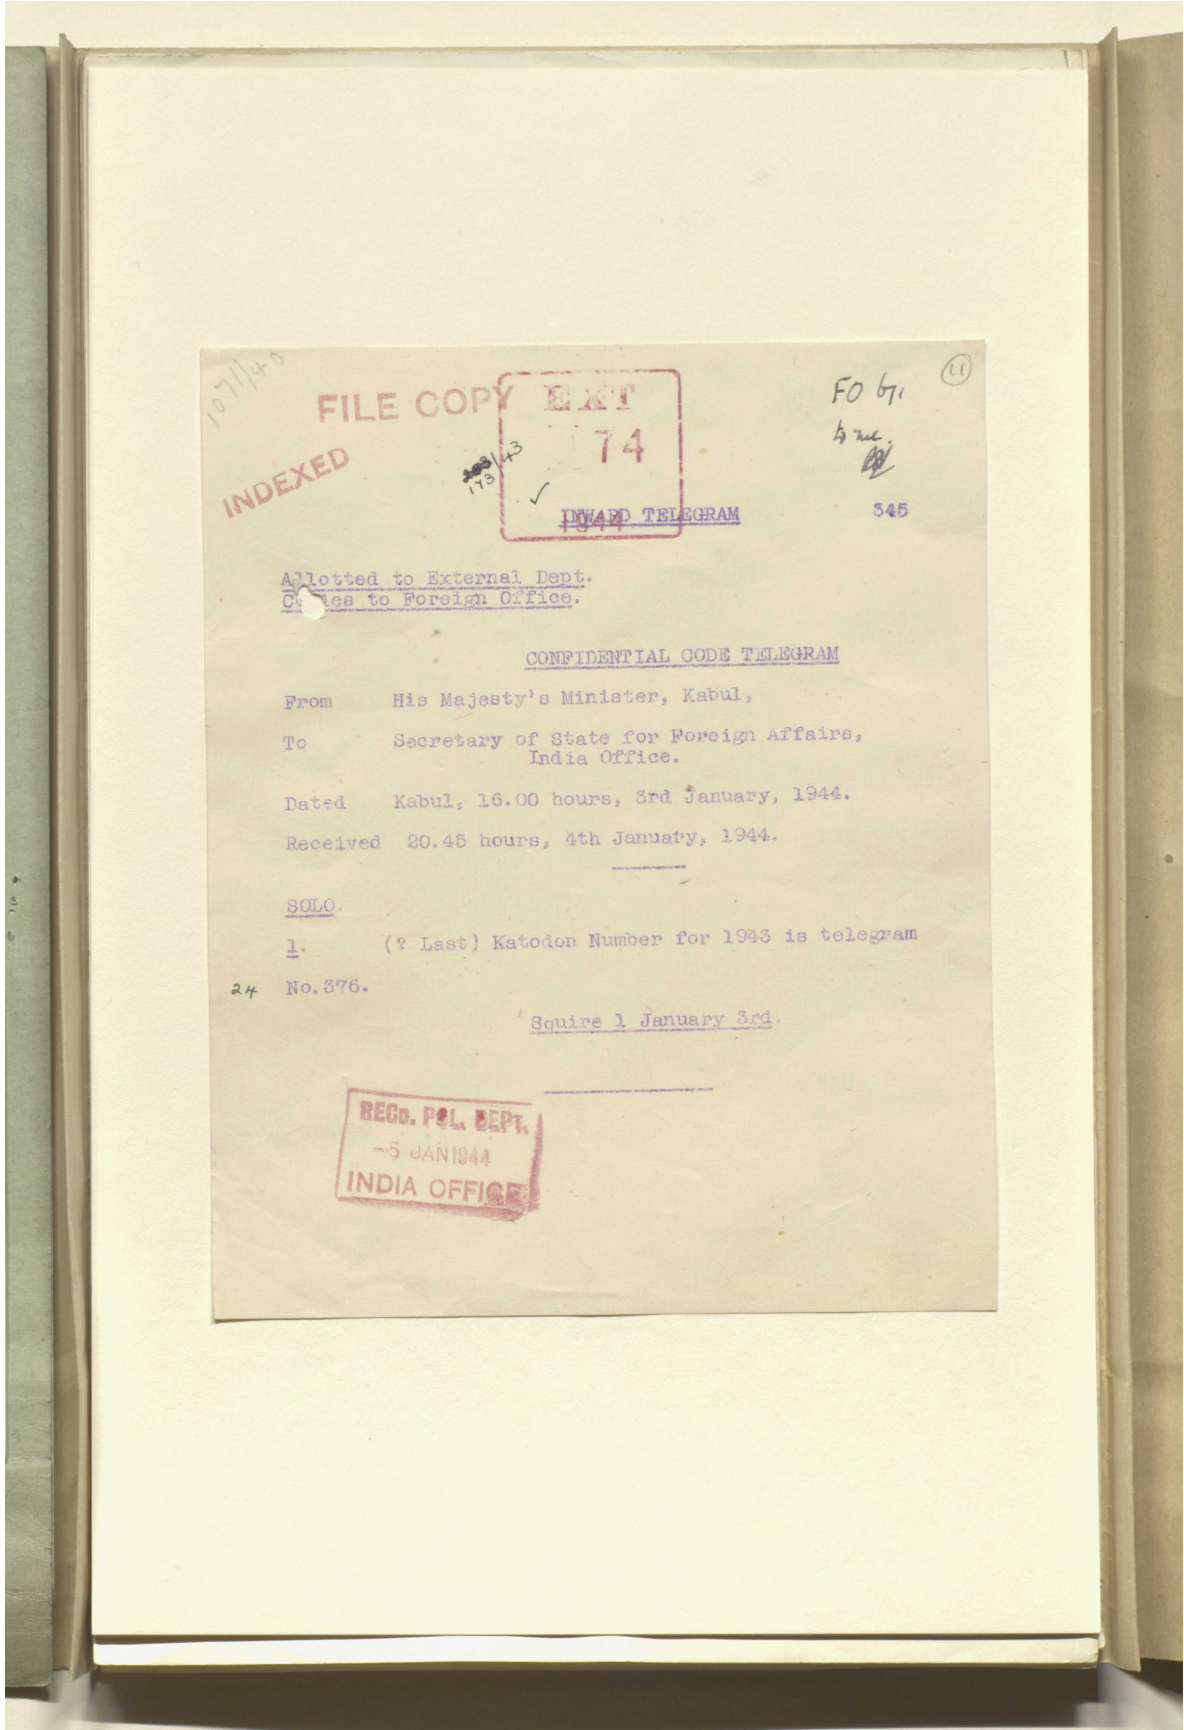 17
1071/40
11
FILE COPY
EXT
74
1944
INDEXED
173/43
FO
INWARD TELEGRAM
345
Allotted to External Dept.
Copies to Foreign Office.
CONFIDENTIAL CODE TELEGRAM
From His Majesty's Minister, Kabul,
To Secretary of State for Foreign Affairs,
India Office.
Dated Kabul, 16.00 hours, 3rd January, 1944.
Received 20.45 hours, 4th January, 1944.
SOLO.
1. (? Last) Katodon Number for 1943 is telegram
24 No.376.
Squire 1 January 3rd.
RECD. POL. DEPT.
-5 JAN 1944
INDIA OFFICE